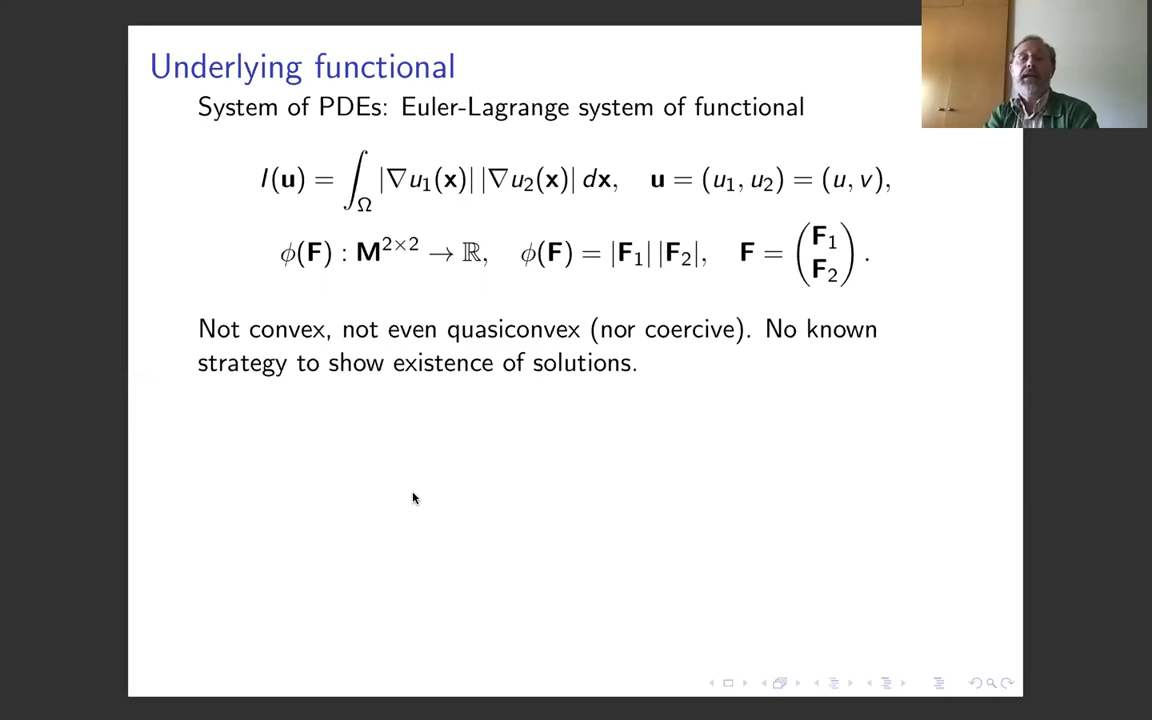 Underlying functional
System of PDEs: Euler-Lagrange system of functional
I(u) = ∫_Ω |∇u₁(x)| |∇u₂(x)| dx, u = (u₁, u₂) = (u, v),
ϕ(F) : M^{2×2} → ℝ, ϕ(F) = |F₁| |F₂|, F = (F₁ F₂).
Not convex, not even quasiconvex (nor coercive). No known
strategy to show existence of solutions.